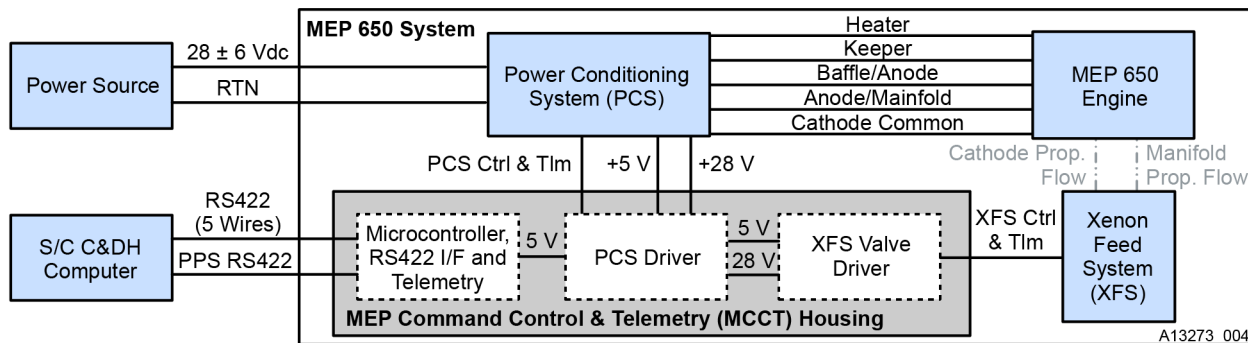 MEP 650 System
Power Source
28 ± 6 Vdc
RTN
Power Conditioning
System (PCS)
Heater
Keeper
Baffle/Anode
Anode/Mainfold
Cathode Common
MEP 650
Engine
PCS Ctrl & Tlm
+5 V
+28 V
Cathode Prop.
Flow
Manifold
Prop. Flow
S/C C&DH
Computer
RS422
(5 Wires)
PPS RS422
Microcontroller,
RS422 I/F and
Telemetry
5 V
PCS Driver
5 V
28 V
XFS Valve
Driver
XFS Ctrl
& Tlm
Xenon
Feed
System
(XFS)
MEP Command Control & Telemetry (MCCT) Housing
A13273_004